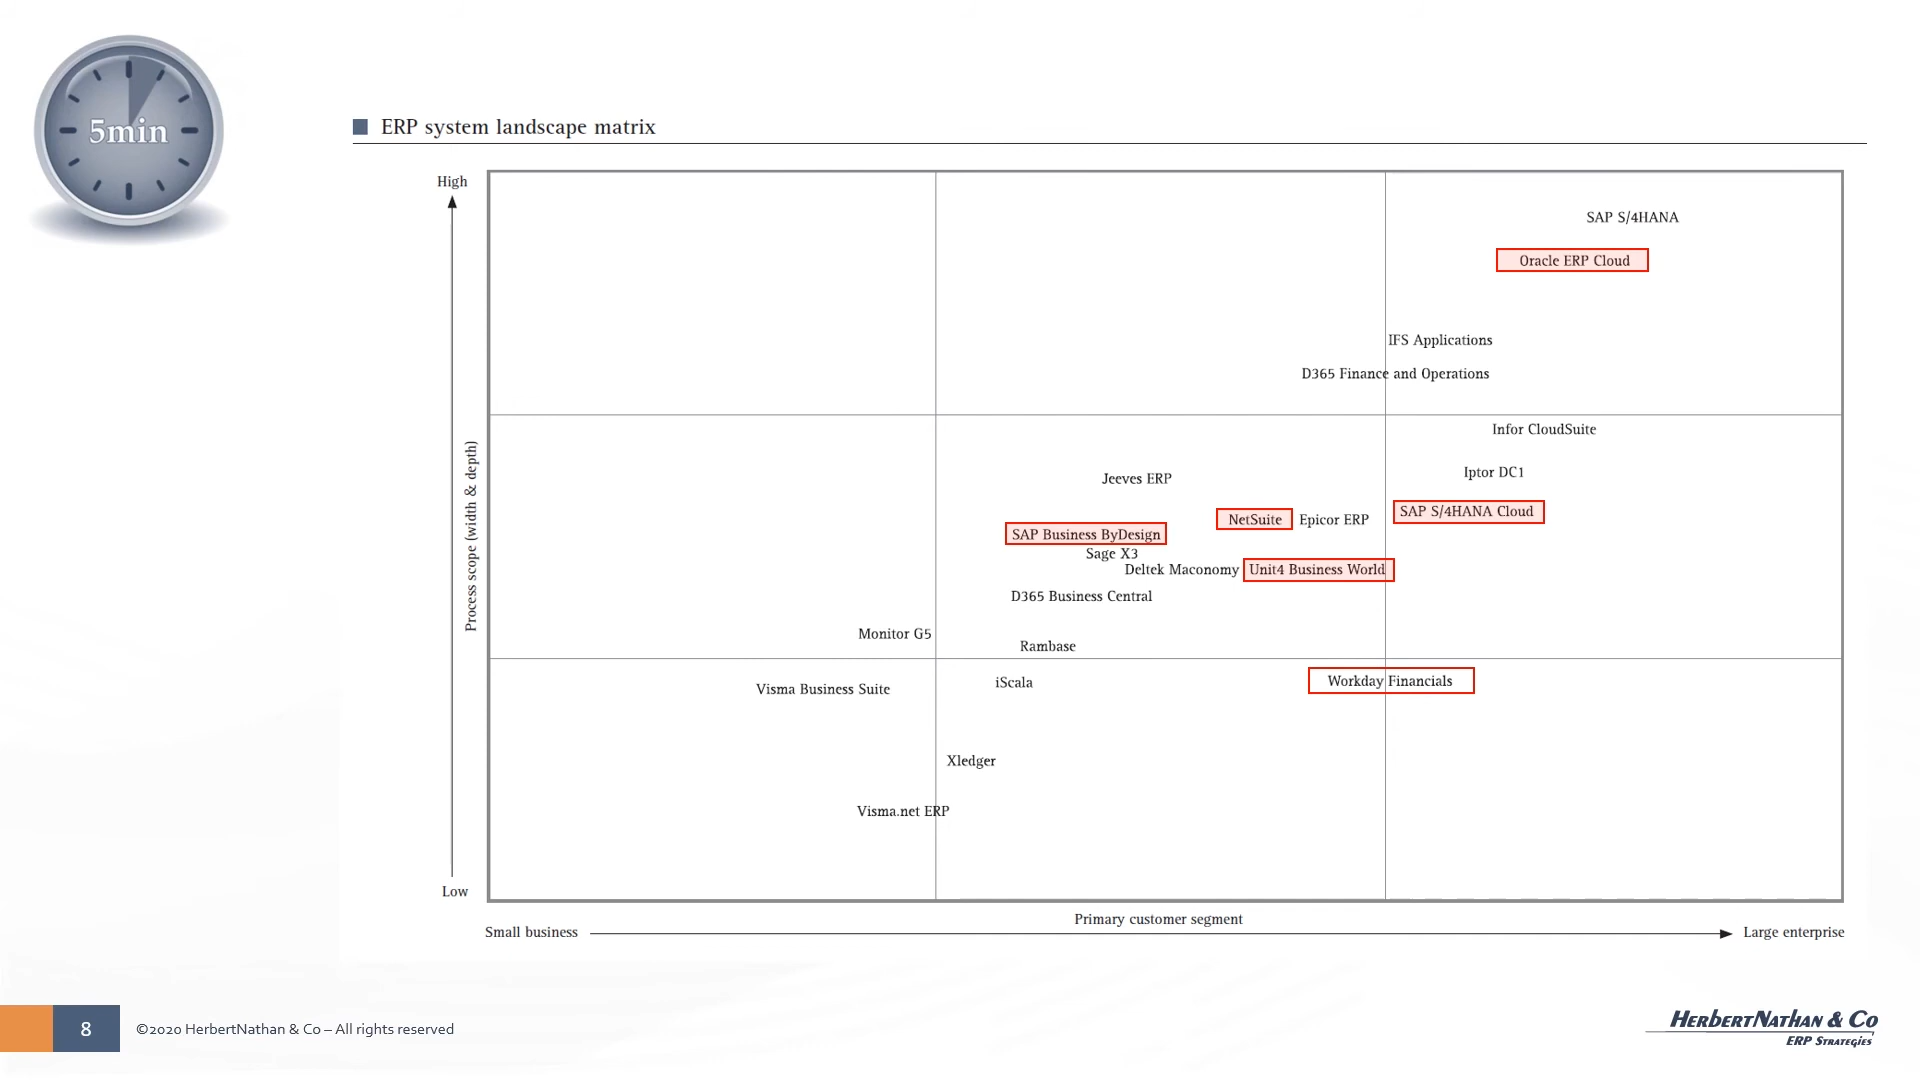 5min
ERP system landscape matrix
High
SAP S/4HANA
Oracle ERP Cloud
IFS Applications
D365 Finance and Operations
Infor CloudSuite
Iptor DC1
Jeeves ERP
SAP S/4HANA Cloud
NetSuite
Epicor ERP
SAP Business ByDesign
Sage X3
Deltek Maconomy
Unit4 Business World
D365 Business Central
Process scope (width & depth)
Monitor G5
Rambase
Workday Financials
iScala
Visma Business Suite
Xledger
Visma.net ERP
Low
Primary customer segment
Small business
Large enterprise
8
©2020 HerbertNathan & Co – All rights reserved
HerbertNathan & Co
ERP Strategies